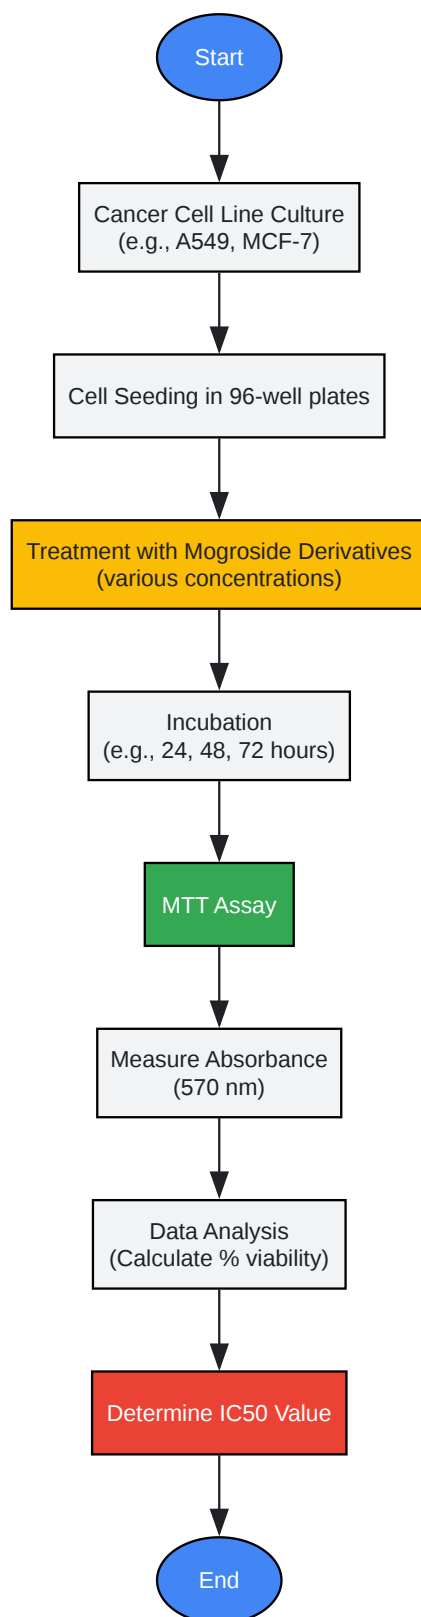 Start
Cancer Cell Line Culture
(e.g., A549, MCF-7)
Cell Seeding in 96-well plates
Treatment with Mogroside Derivatives
(various concentrations)
Incubation
(e.g., 24, 48, 72 hours)
MTT Assay
Measure Absorbance
(570 nm)
Data Analysis
(Calculate % viability)
Determine IC50 Value
End